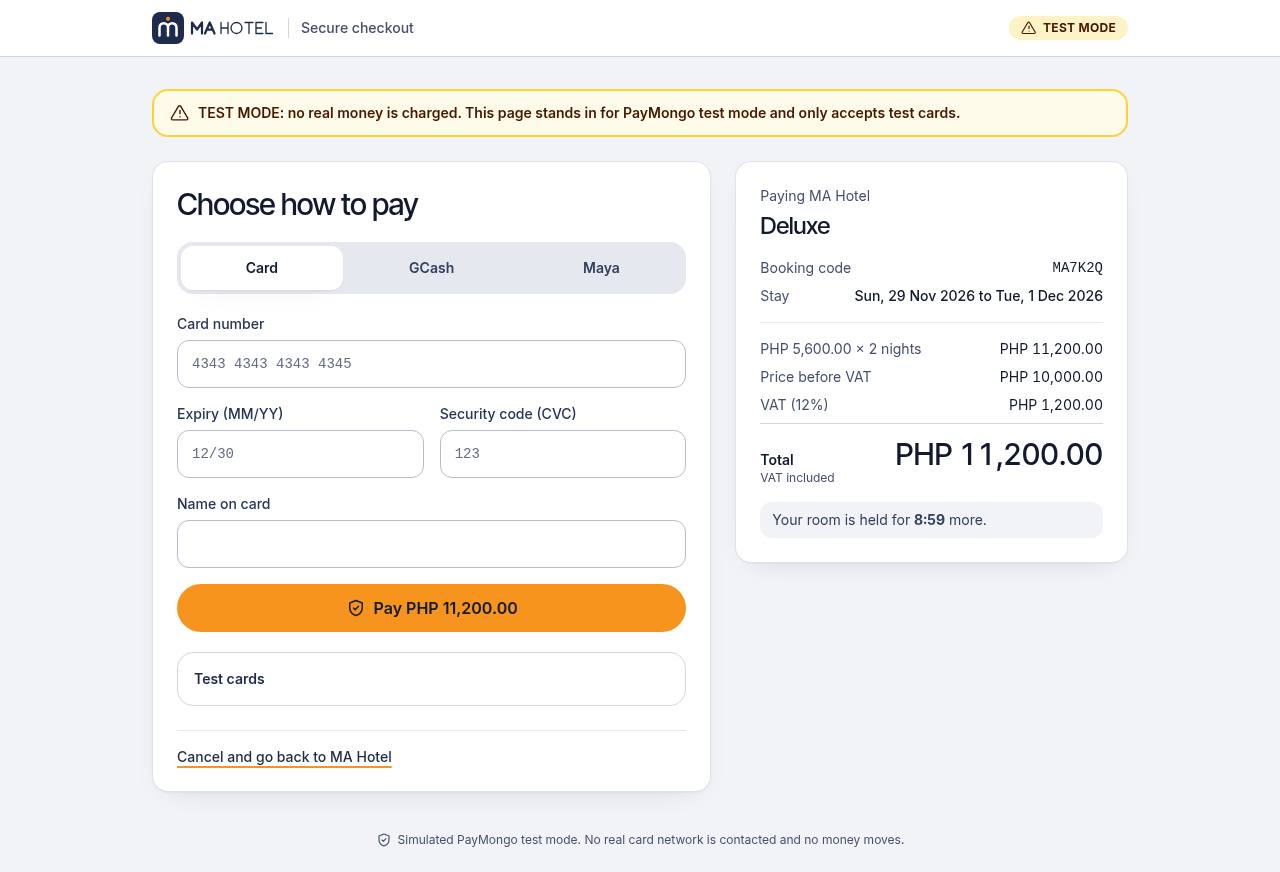 MA HOTEL
Secure checkout
TEST MODE
TEST MODE: no real money is charged. This page stands in for PayMongo test mode and only accepts test cards.
Choose how to pay
Card
GCash
Maya
Card number
4343 4343 4343 4345
Expiry (MM/YY)
Security code (CVC)
12/30
123
Name on card
Pay PHP 11,200.00
Test cards
Cancel and go back to MA Hotel
Paying MA Hotel
Deluxe
Booking code MA7K2Q
Stay Sun, 29 Nov 2026 to Tue, 1 Dec 2026
PHP 5,600.00 × 2 nights PHP 11,200.00
Price before VAT PHP 10,000.00
VAT (12%) PHP 1,200.00
Total PHP 11,200.00
VAT included
Your room is held for 8:59 more.
Simulated PayMongo test mode. No real card network is contacted and no money moves.